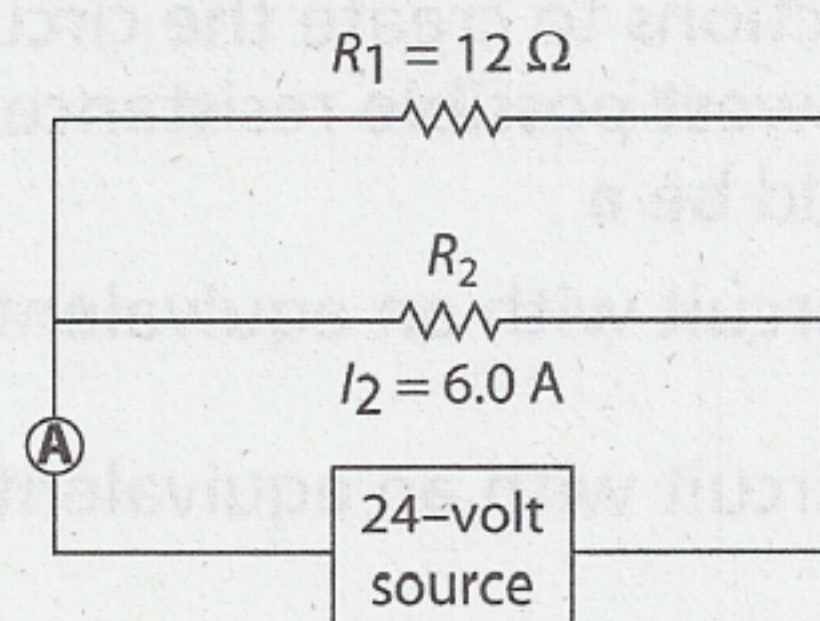 R1 = 12 Ω
R2
I2 = 6.0 A
A
24–volt
source